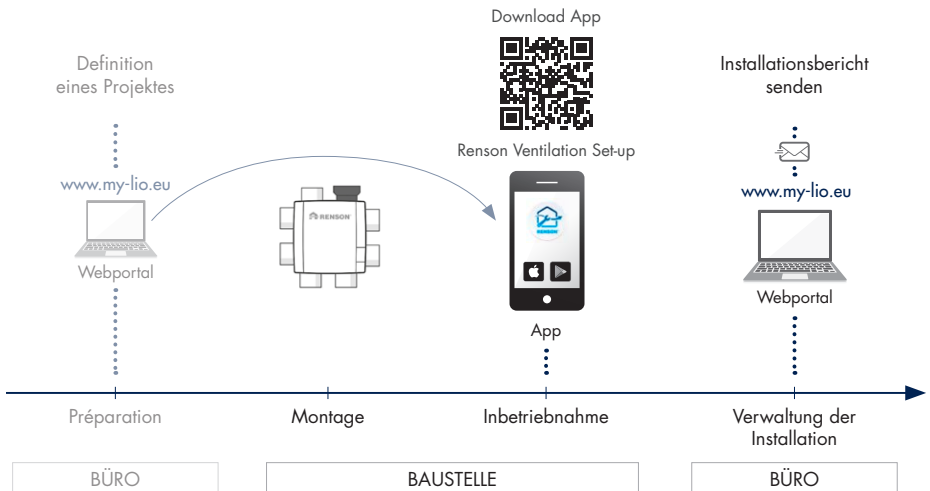 Download App
Definition
eines Projektes
Installationsbericht
senden
Renson Ventilation Set-up
www.my-lio.eu
www.my-lio.eu
RENSON
RENSON
Webportal
Webportal
App
Préparation
Montage
Inbetriebnahme
Verwaltung der
Installation
BÜRO
BAUSTELLE
BÜRO